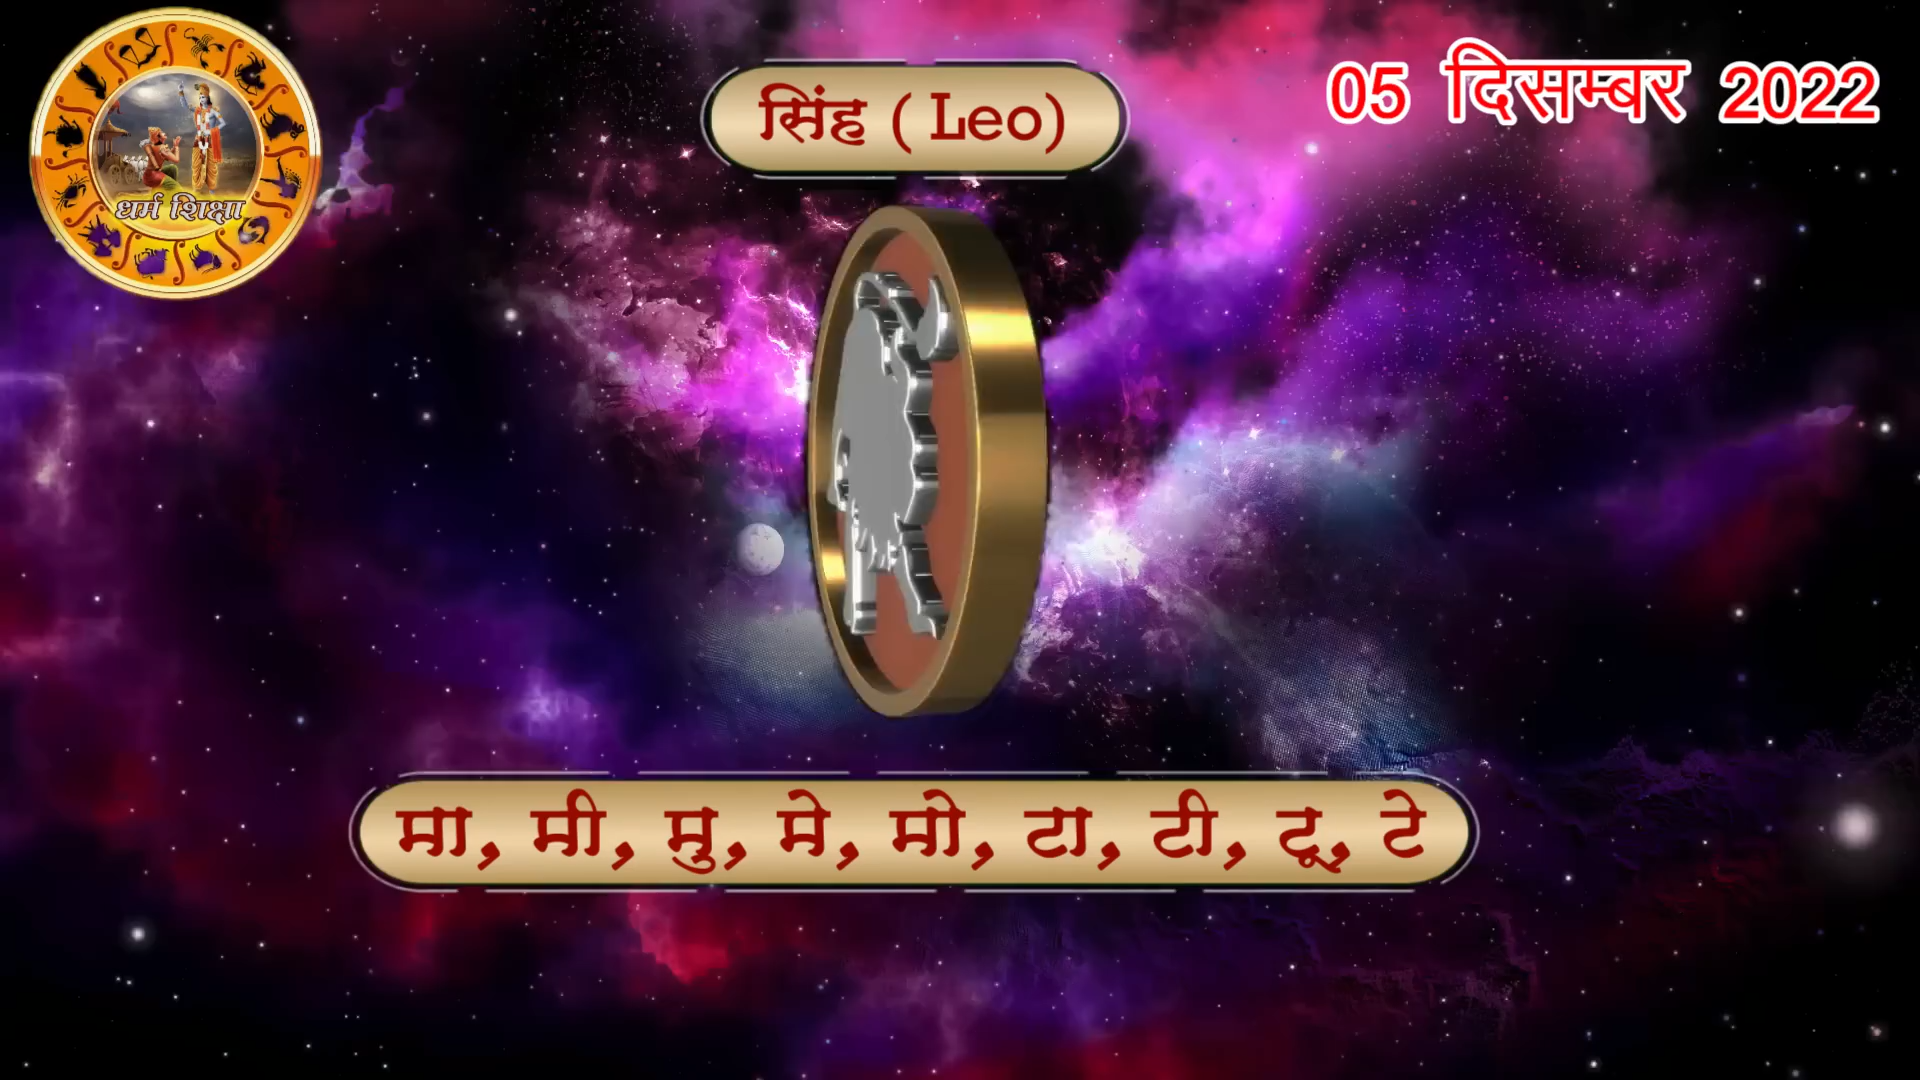 धर्म शिक्षा
सिंह ( Leo)
05 दिसम्बर 2022
मा, मी, मु, मे, मो, टा, टी, टू, टे